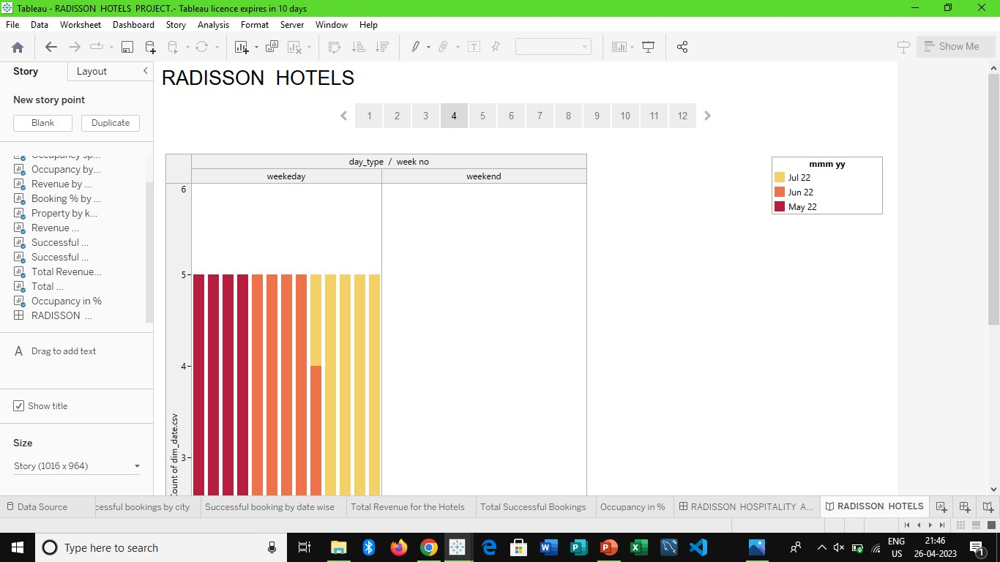 Tableau - RADISSON HOTELS PROJECT.- Tableau licence expires in 10 days
File Data Worksheet Dashboard Story Analysis Format Server Window Help
Show Me
Story Layout
RADISSON HOTELS
New story point
Blank Duplicate
1 2 3 4 5 6 7 8 9 10 11 12
Occupancy sp...
Occupancy by...
Revenue by ...
Booking % by ...
Property by k...
Revenue ...
Successful ...
Successful ...
Total Revenue...
Total ...
Occupancy in %
RADISSON ...
A Drag to add text
Show title
Size
Story (1016 x 964)
day_type / week no
weekeday weekend
6
5
4
3
ount of dim_date.csv
mmm yy
Jul 22
Jun 22
May 22
Data Source
cessful bookings by city
Successful booking by date wise
Total Revenue for the Hotels
Total Successful Bookings
Occupancy in %
RADISSON HOSPITALITY A...
RADISSON HOTELS
Type here to search
ENG
US
21:46
26-04-2023
1